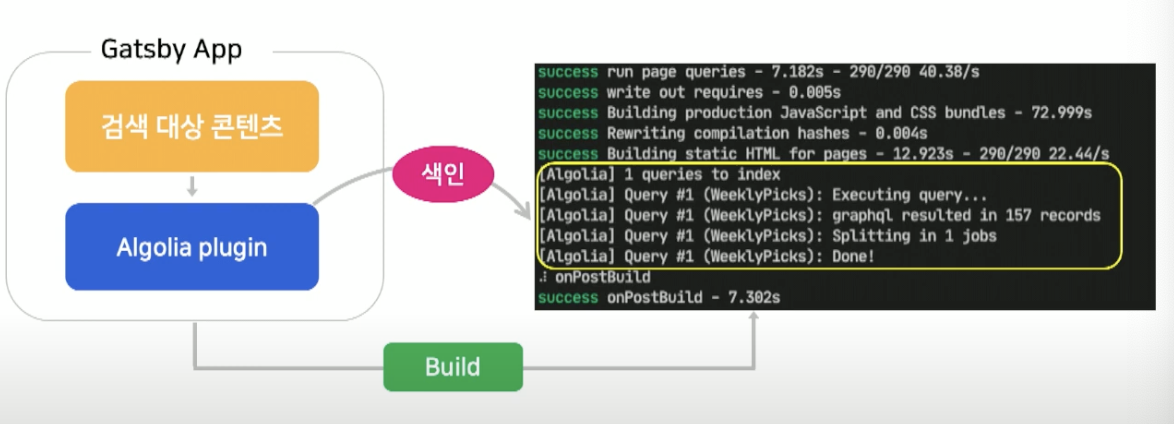 Gatsby App
검색 대상 콘텐츠
Algolia plugin
색인
Build
success run page queries - 7.182s - 290/290 40.38/s
success write out requires - 0.005s
success Building production JavaScript and CSS bundles - 72.999s
success Rewriting compilation hashes - 0.004s
success Building static HTML for pages - 12.923s - 290/290 22.44/s
[Algolia] 1 queries to index
[Algolia] Query #1 (WeeklyPicks): Executing query...
[Algolia] Query #1 (WeeklyPicks): graphql resulted in 157 records
[Algolia] Query #1 (WeeklyPicks): Splitting in 1 jobs
[Algolia] Query #1 (WeeklyPicks): Done!
onPostBuild
success onPostBuild - 7.302s